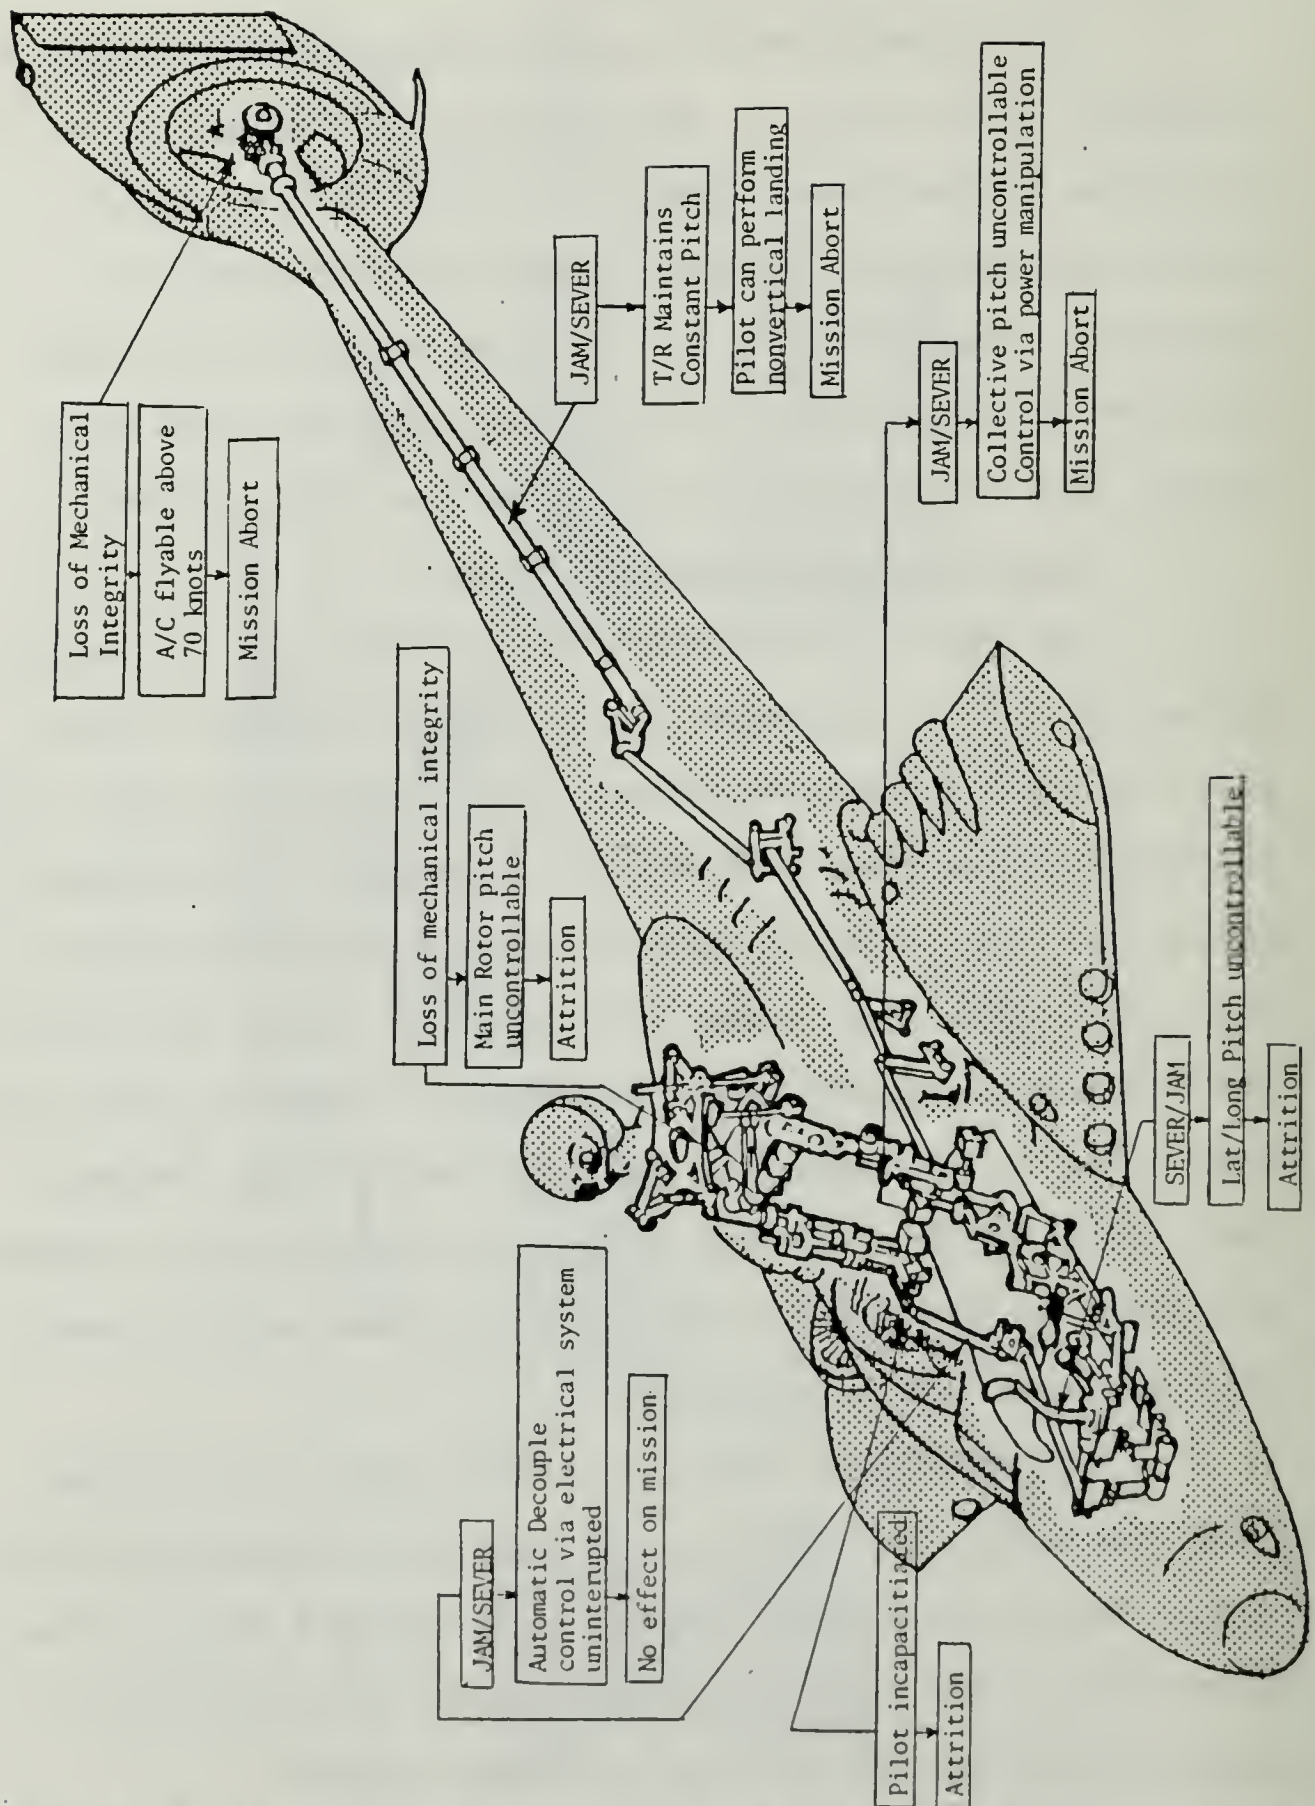 Loss of Mechanical
Integrity
A/C flyable above
70 knots
Mission Abort
Loss of mechanical integrity
Main Rotor pitch
uncontrollable
Attrition
JAM/SEVER
Automatic Decouple
control via electrical system
uninterupted
No effect on mission
JAM/SEVER
T/R Maintains
Constant Pitch
Pilot can perform
nonvertical landing
Mission Abort
Pilot incapacitiated
Attrition
JAM/SEVER
Collective pitch uncontrollable
Control via power manipulation
Mission Abort
SEVER/JAM
Lat/Long Pitch uncontrollable
Attrition